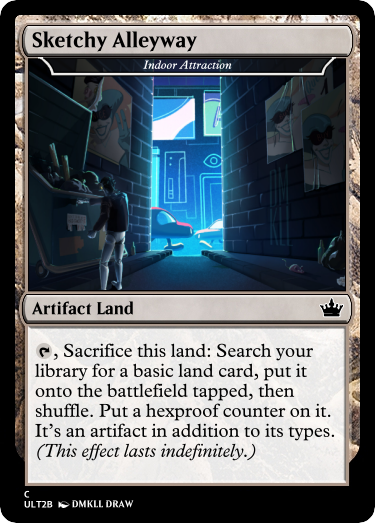 Sketchy Alleyway
Indoor Attraction
Artifact Land
, Sacrifice this land: Search your
library for a basic land card, put it
onto the battlefield tapped, then
shuffle. Put a hexproof counter on it.
It's an artifact in addition to its types.
(This effect lasts indefinitely.)
C
ULT2B DMKLL DRAW